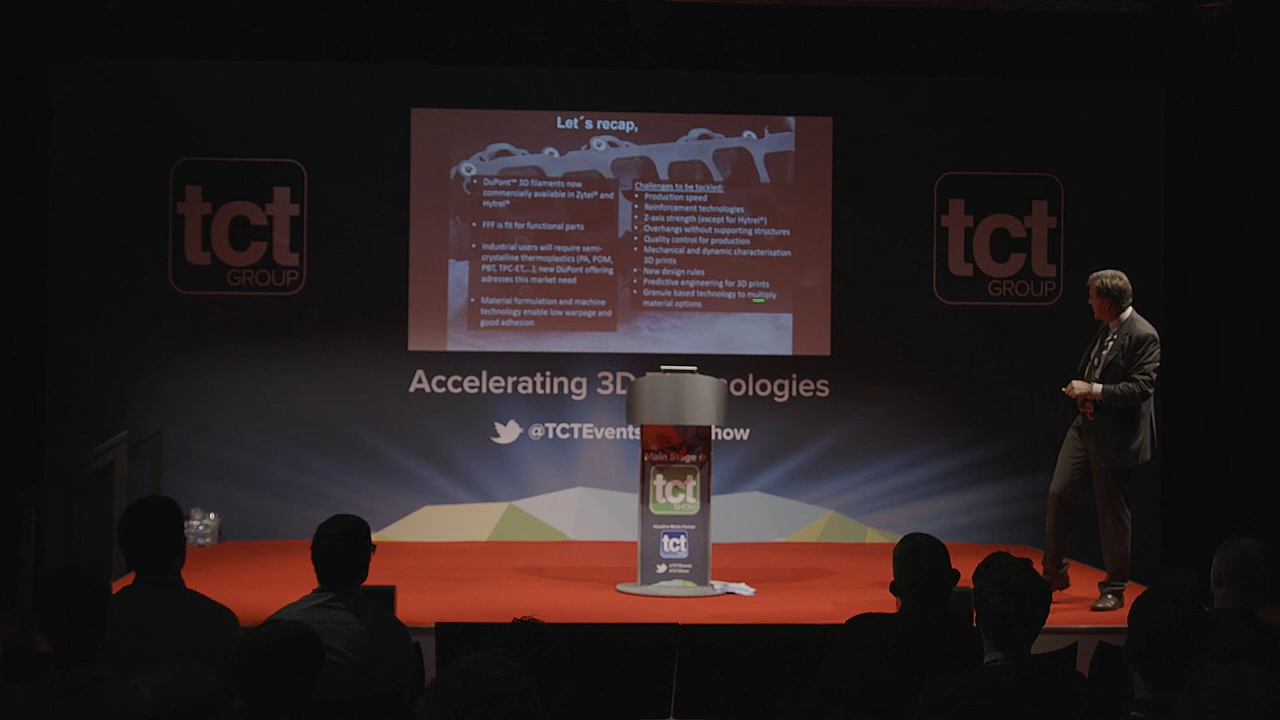 Let´s recap,
• DuPont™ 3D filaments now
commercially available in Zytel® and
Hytrel®
• FFF is fit for functional parts
• Industrial users will require semi-
crystalline thermoplastics (PA, POM,
PBT, TPC-ET,…), new DuPont offering
adresses this market need
• Material formulation and machine
technology enable low warpage and
good adhesion
Challenges to be tackled:
• Production speed
• Reinforcement technologies
• Z-axis strength (except for Hytrel®)
• Overhangs without supporting structures
• Quality control for production
• Mechanical and dynamic characterisation
3D prints
• New design rules
• Predictive engineering for 3D prints
• Granule based technology to multiply
material options
tct
GROUP
tct
GROUP
Accelerating 3D nologies
@TCTEvents how
Main Stage
tct
SHOW
tct